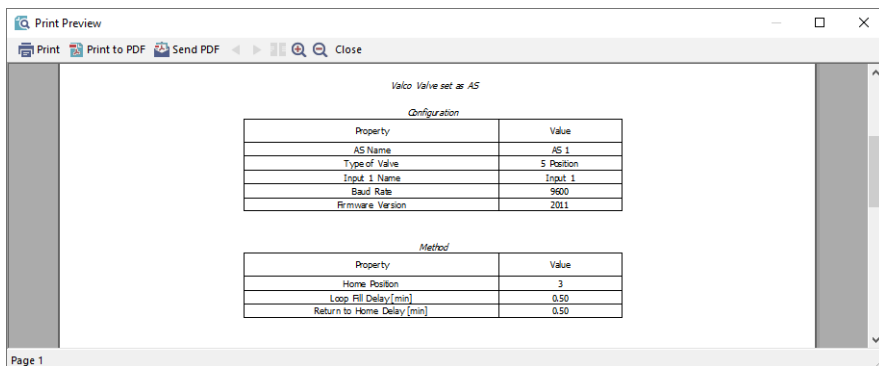 Print Preview
Print Print to PDF Send PDF Close
Valco Valve set as AS
Configuration
Property Value
AS Name AS 1
Type of Valve 5 Position
Input 1 Name Input 1
Baud Rate 9600
Firmware Version 2011
Method
Property Value
Home Position 3
Loop Fill Delay [min] 0.50
Return to Home Delay [min] 0.50
Page 1